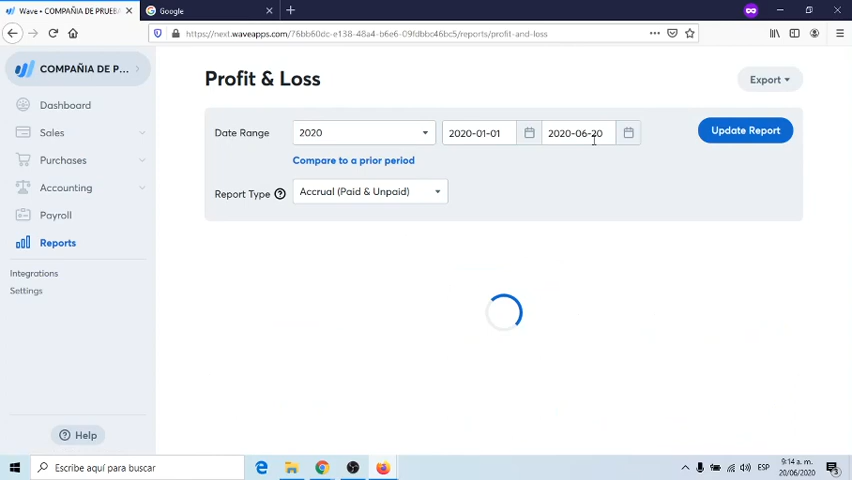 Wave • COMPAÑIA DE PRUEBA
Google
https://next.waveapps.com/76bb60dc-e138-48a4-b6e6-09fdbbc46bc5/reports/profit-and-loss
COMPAÑIA DE P...
Dashboard
Sales
Purchases
Accounting
Payroll
Reports
Integrations
Settings
Help
Profit & Loss
Export
Date Range
2020
2020-01-01
2020-06-20
Update Report
Compare to a prior period
Report Type
Accrual (Paid & Unpaid)
Escribe aquí para buscar
ESP
9:14 a. m.
20/06/2020
3